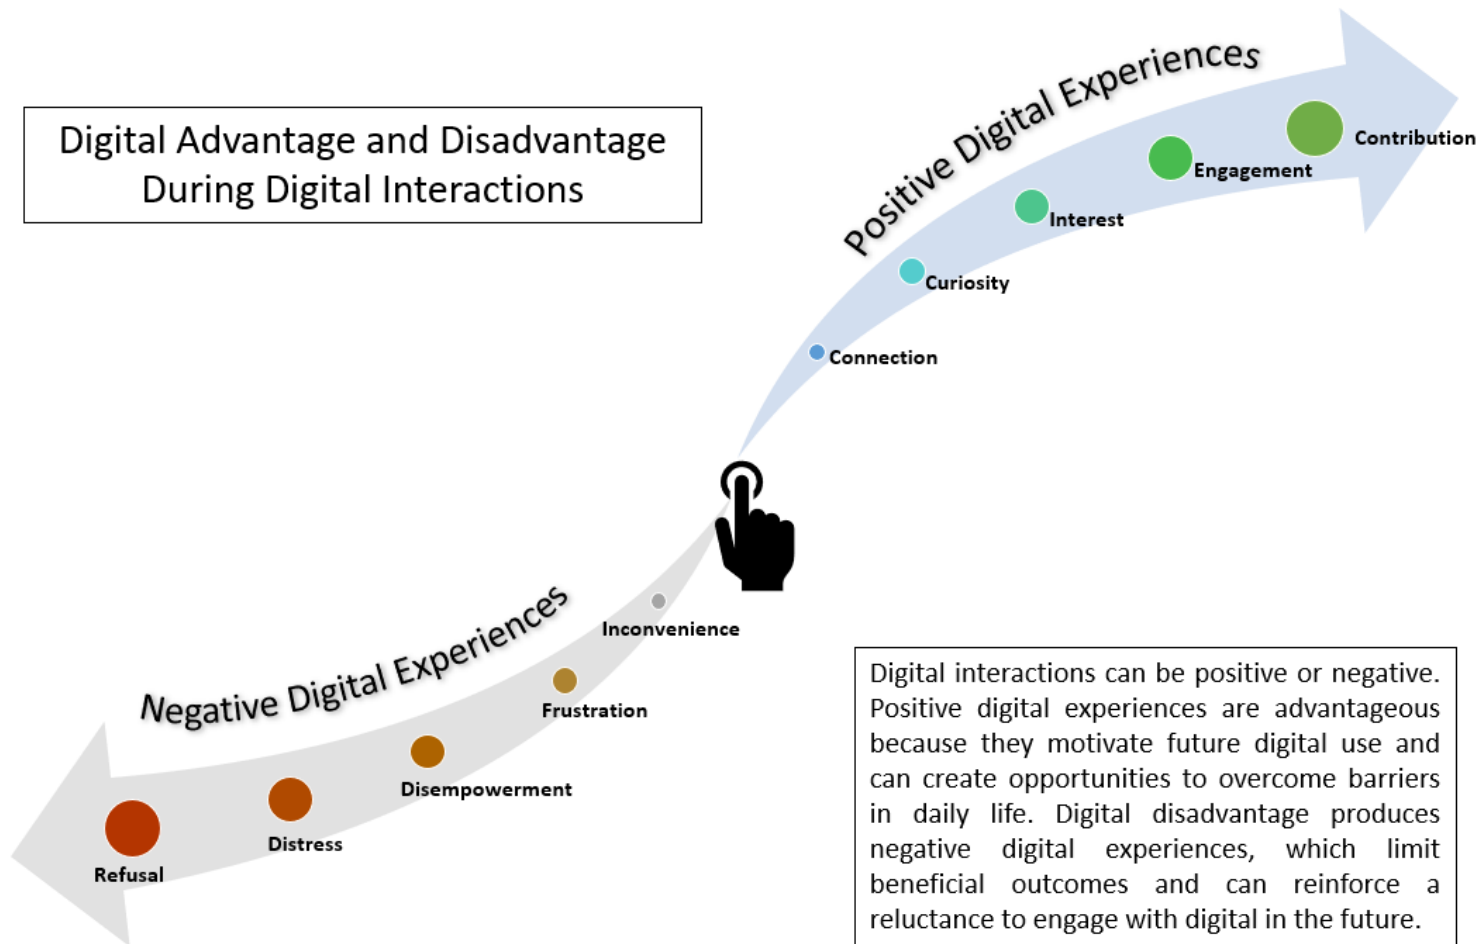 Digital Advantage and Disadvantage
During Digital Interactions
Positive Digital Experiences
Contribution
Engagement
Interest
Curiosity
Connection
Negative Digital Experiences
Inconvenience
Frustration
Disempowerment
Distress
Refusal
Digital interactions can be positive or negative.
Positive digital experiences are advantageous
because they motivate future digital use and
can create opportunities to overcome barriers
in daily life. Digital disadvantage produces
negative digital experiences, which limit
beneficial outcomes and can reinforce a
reluctance to engage with digital in the future.